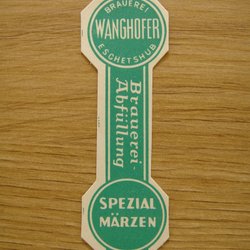 BRAUEREI
WANGHOFER
ESCHETSHUB
Brauerei-
Abfüllung
SPEZIAL
MÄRZEN